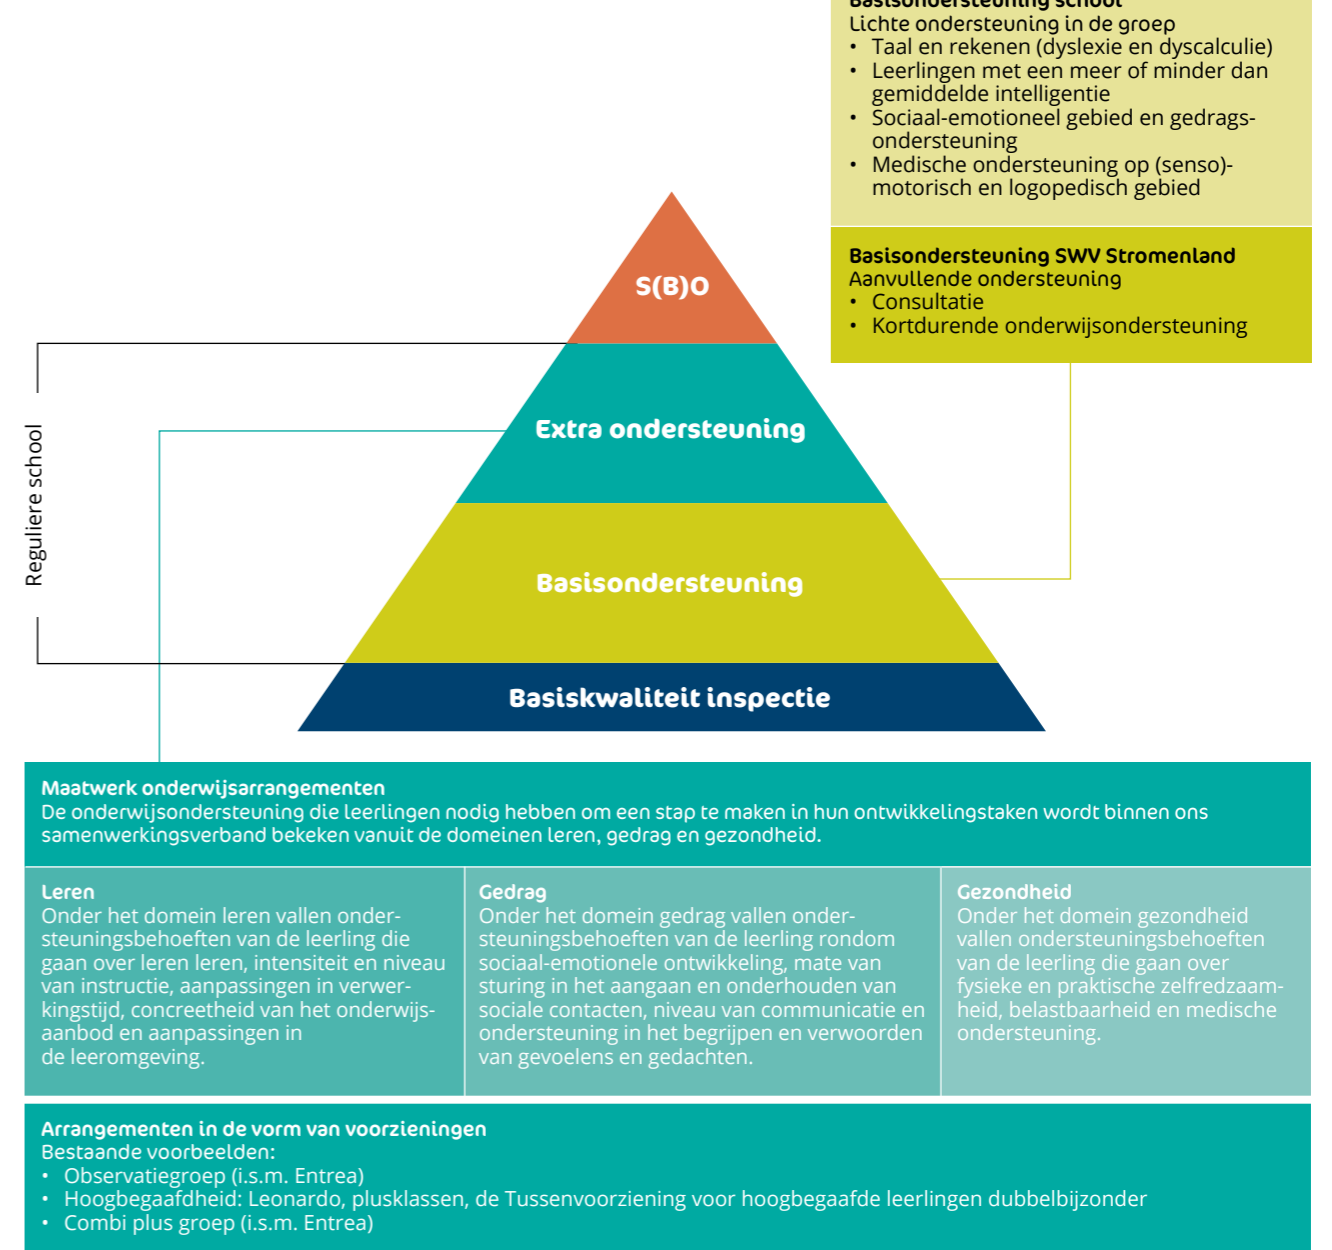 Basisondersteuning school
Lichte ondersteuning in de groep
• Taal en rekenen (dyslexie en dyscalculie)
• Leerlingen met een meer of minder dan
gemiddelde intelligentie
• Sociaal-emotioneel gebied en gedrags-
ondersteuning
• Medische ondersteuning op (senso)-
motorisch en logopedisch gebied
Basisondersteuning SWV Stromenland
Aanvullende ondersteuning
• Consultatie
• Kortdurende onderwijsondersteuning
S(B)O
Extra ondersteuning
Basisondersteuning
Basiskwaliteit inspectie
Reguliere school
Maatwerk onderwijsarrangementen
De onderwijsondersteuning die leerlingen nodig hebben om een stap te maken in hun ontwikkelingstaken wordt binnen ons
samenwerkingsverband bekeken vanuit de domeinen leren, gedrag en gezondheid.
Leren
Onder het domein leren vallen onder-
steuningsbehoeften van de leerling die
gaan over leren leren, intensiteit en niveau
van instructie, aanpassingen in verwer-
kingstijd, concreetheid van het onderwijs-
aanbod en aanpassingen in
de leeromgeving.
Gedrag
Onder het domein gedrag vallen onder-
steuningsbehoeften van de leerling rondom
sociaal-emotionele ontwikkeling, mate van
sturing in het aangaan en onderhouden van
sociale contacten, niveau van communicatie en
ondersteuning in het begrijpen en verwoorden
van gevoelens en gedachten.
Gezondheid
Onder het domein gezondheid
vallen ondersteuningsbehoeften
van de leerling die gaan over
fysieke en praktische zelfredzaam-
heid, belastbaarheid en medische
ondersteuning.
Arrangementen in de vorm van voorzieningen
Bestaande voorbeelden:
• Observatiegroep (i.s.m. Entrea)
• Hoogbegaafdheid: Leonardo, plusklassen, de Tussenvoorziening voor hoogbegaafde leerlingen dubbelbijzonder
• Combi plus groep (i.s.m. Entrea)